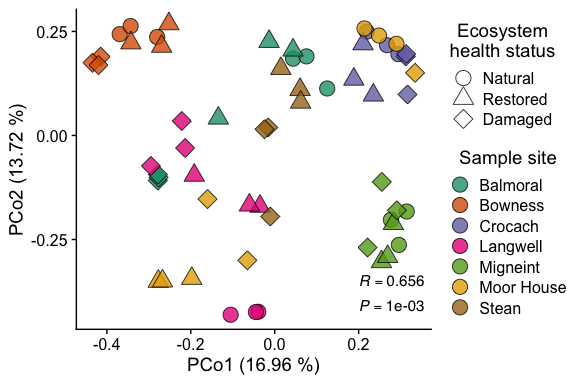 Ecosystem
health status
Natural
Restored
Damaged
Sample site
Balmoral
Bowness
Crocach
Langwell
Migneint
Moor House
Stean
0.25
0.00
-0.25
PCo2 (13.72 %)
R = 0.656
P = 1e-03
-0.4
-0.2
0.0
0.2
PCo1 (16.96 %)